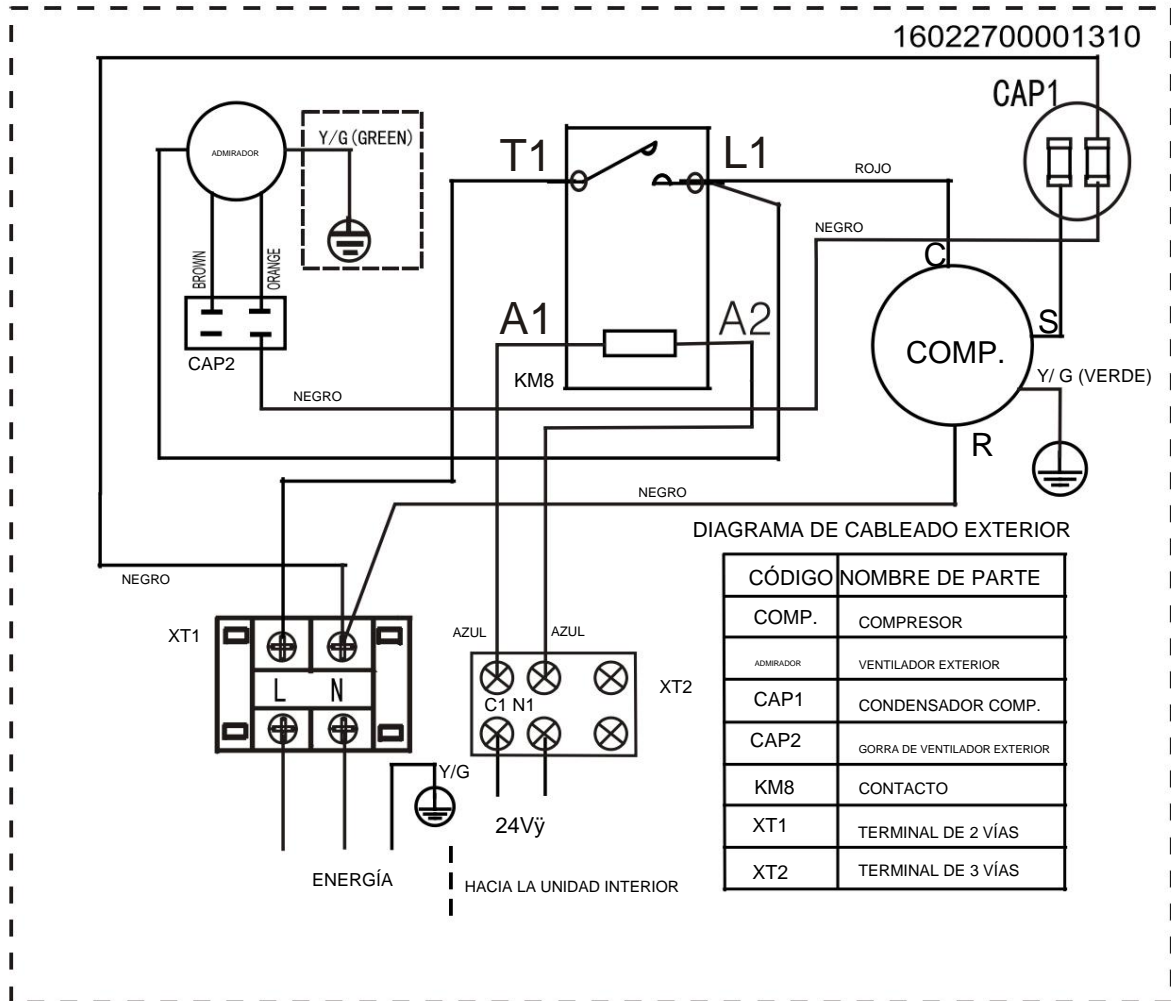 16022700001310
CAP1
ADMIRADOR
Y/G (GREEN)
T1
L1
ROJO
NEGRO
BROWN
ORANGE
C
S
COMP.
A1
A2
CAP2
KM8
Y/ G (VERDE)
NEGRO
R
NEGRO
DIAGRAMA DE CABLEADO EXTERIOR
CÓDIGO NOMBRE DE PARTE
COMP. COMPRESOR
ADMIRADOR VENTILADOR EXTERIOR
CAP1 CONDENSADOR COMP.
CAP2 GORRA DE VENTILADOR EXTERIOR
KM8 CONTACTO
XT1 TERMINAL DE 2 VÍAS
XT2 TERMINAL DE 3 VÍAS
NEGRO
XT1
L N
AZUL
AZUL
XT2
C1 N1
Y/G
24Vÿ
ENERGÍA
HACIA LA UNIDAD INTERIOR